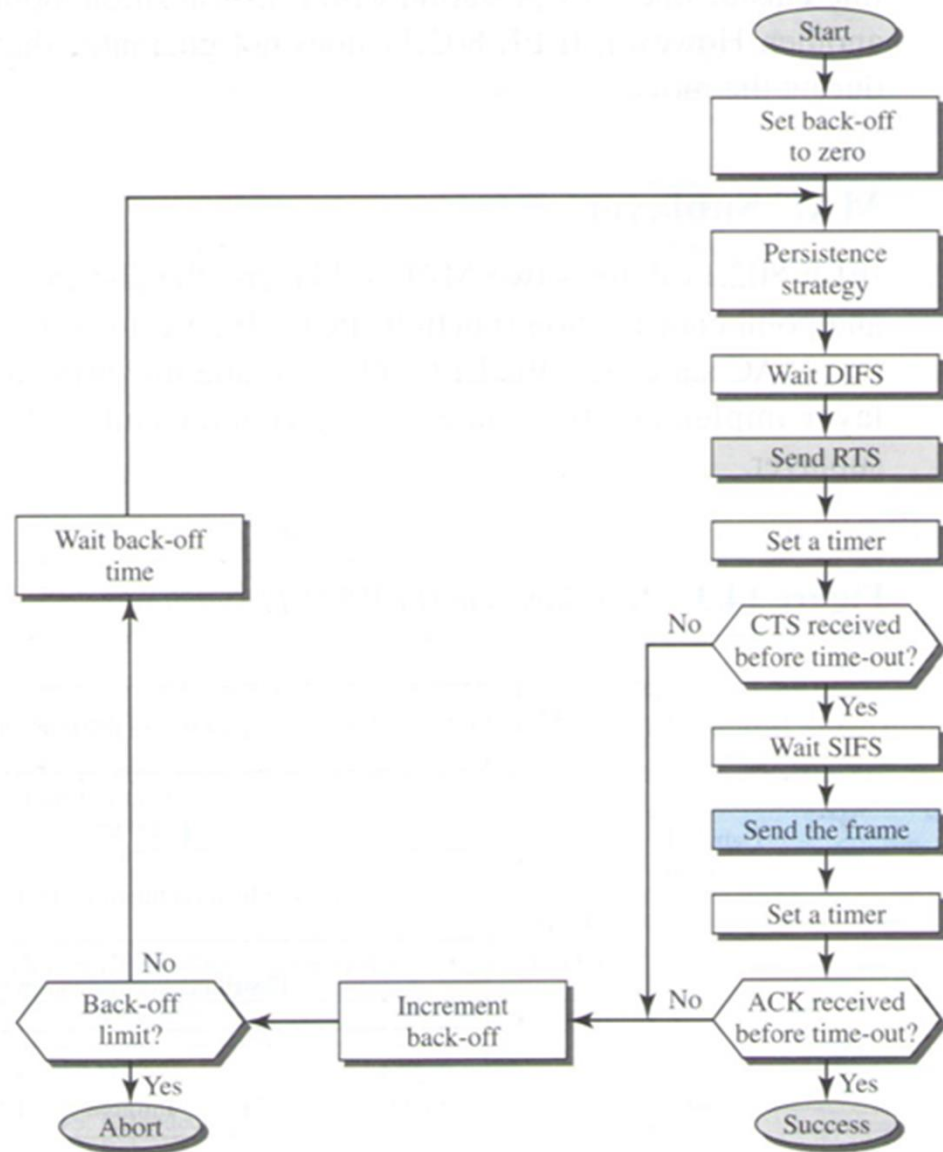 Start
Set back-off
to zero
Persistence
strategy
Wait DIFS
Send RTS
Set a timer
Wait back-off
time
No
CTS received
before time-out?
Yes
Wait SIFS
Send the frame
Set a timer
No
Back-off
limit?
Increment
back-off
No
ACK received
before time-out?
Yes
Abort
Yes
Success